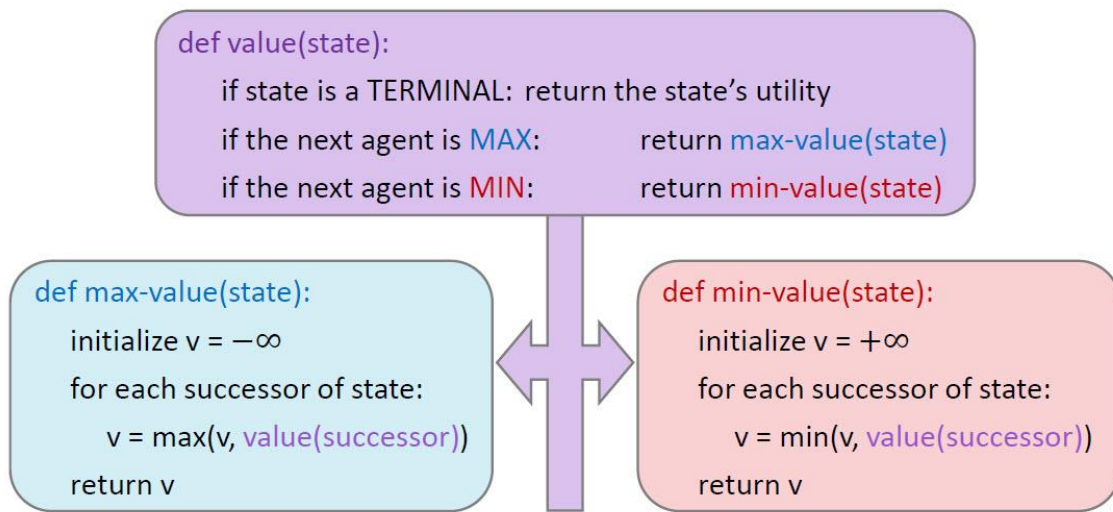 def value(state):
if state is a TERMINAL: return the state’s utility
if the next agent is MAX: return max-value(state)
if the next agent is MIN: return min-value(state)
def max-value(state):
initialize v = −∞
for each successor of state:
v = max(v, value(successor))
return v
def min-value(state):
initialize v = +∞
for each successor of state:
v = min(v, value(successor))
return v